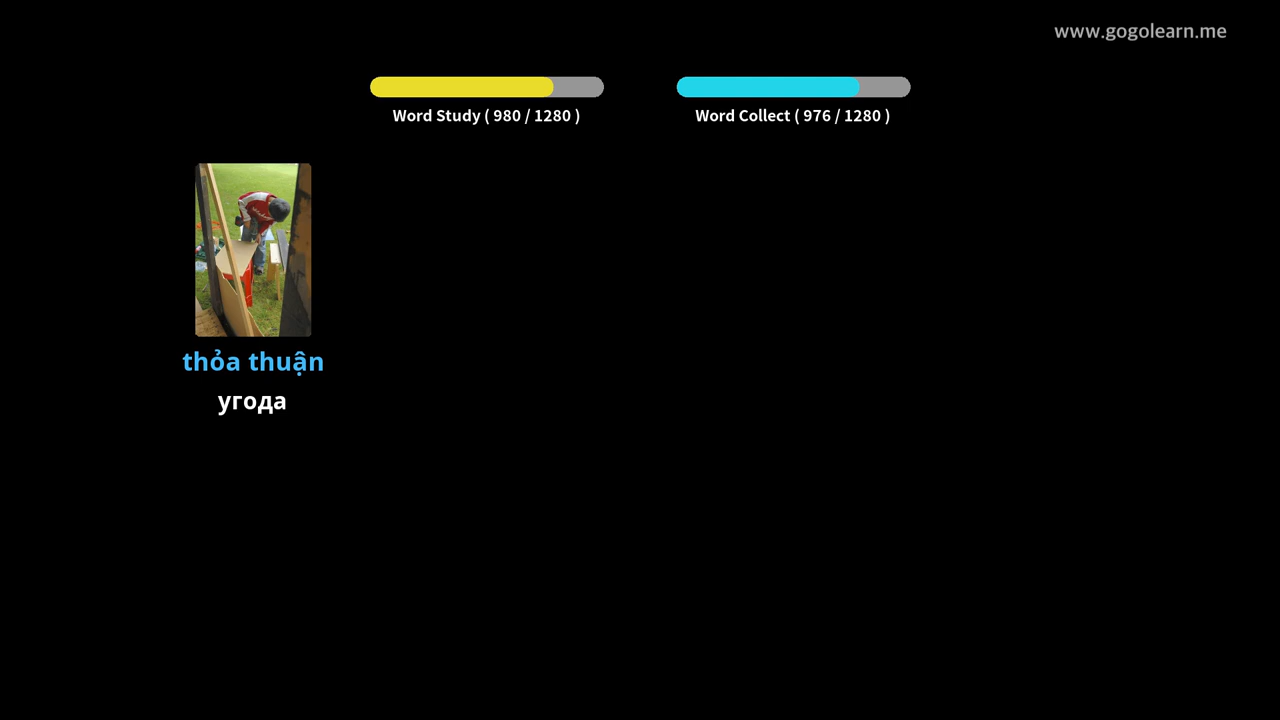 www.gogolearn.me
Word Study ( 980 / 1280 )
Word Collect ( 976 / 1280 )
thỏa thuận
угода